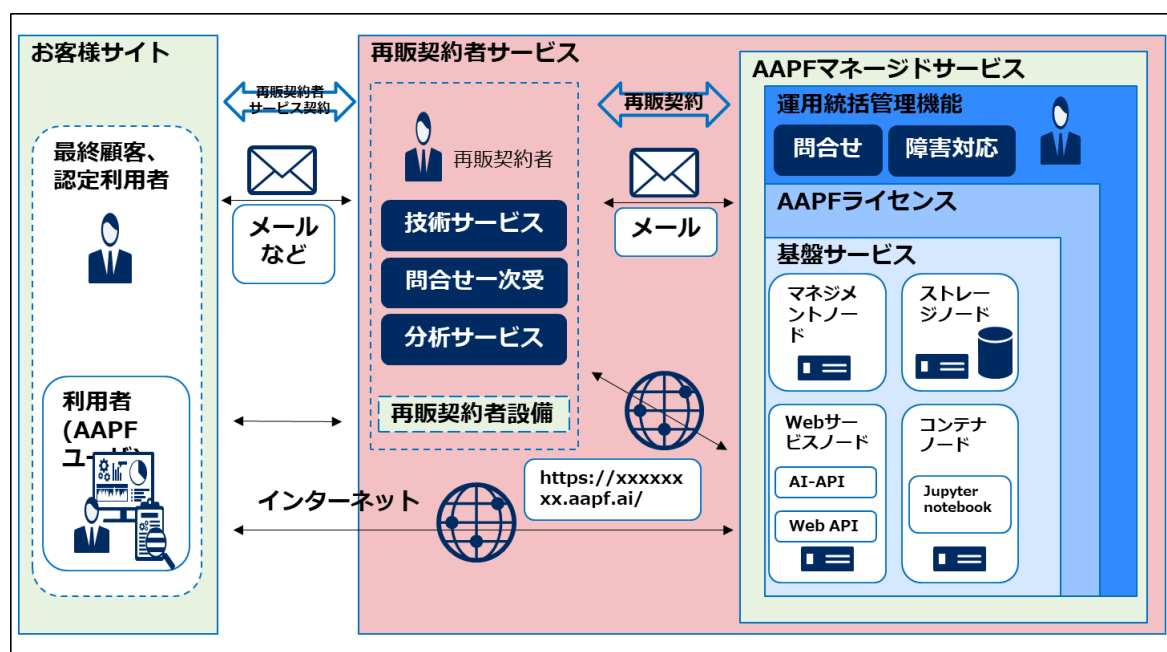 お客様サイト
最終顧客、
認定利用者
利用者
(AAPF
ユーザ)
再販契約者
サービス契約
メール
など
インターネット
再販契約者サービス
再販契約者
技術サービス
問合せ一次受
分析サービス
再販契約者設備
再販契約
メール
https://xxxxxx
xx.aapf.ai/
AAPFマネージドサービス
運用統括管理機能
問合せ
障害対応
AAPFライセンス
基盤サービス
マネジメ
ントノー
ド
ストレー
ジノード
Webサー
ビスノード
AI-API
Web API
コンテナ
ノード
Jupyter
notebook